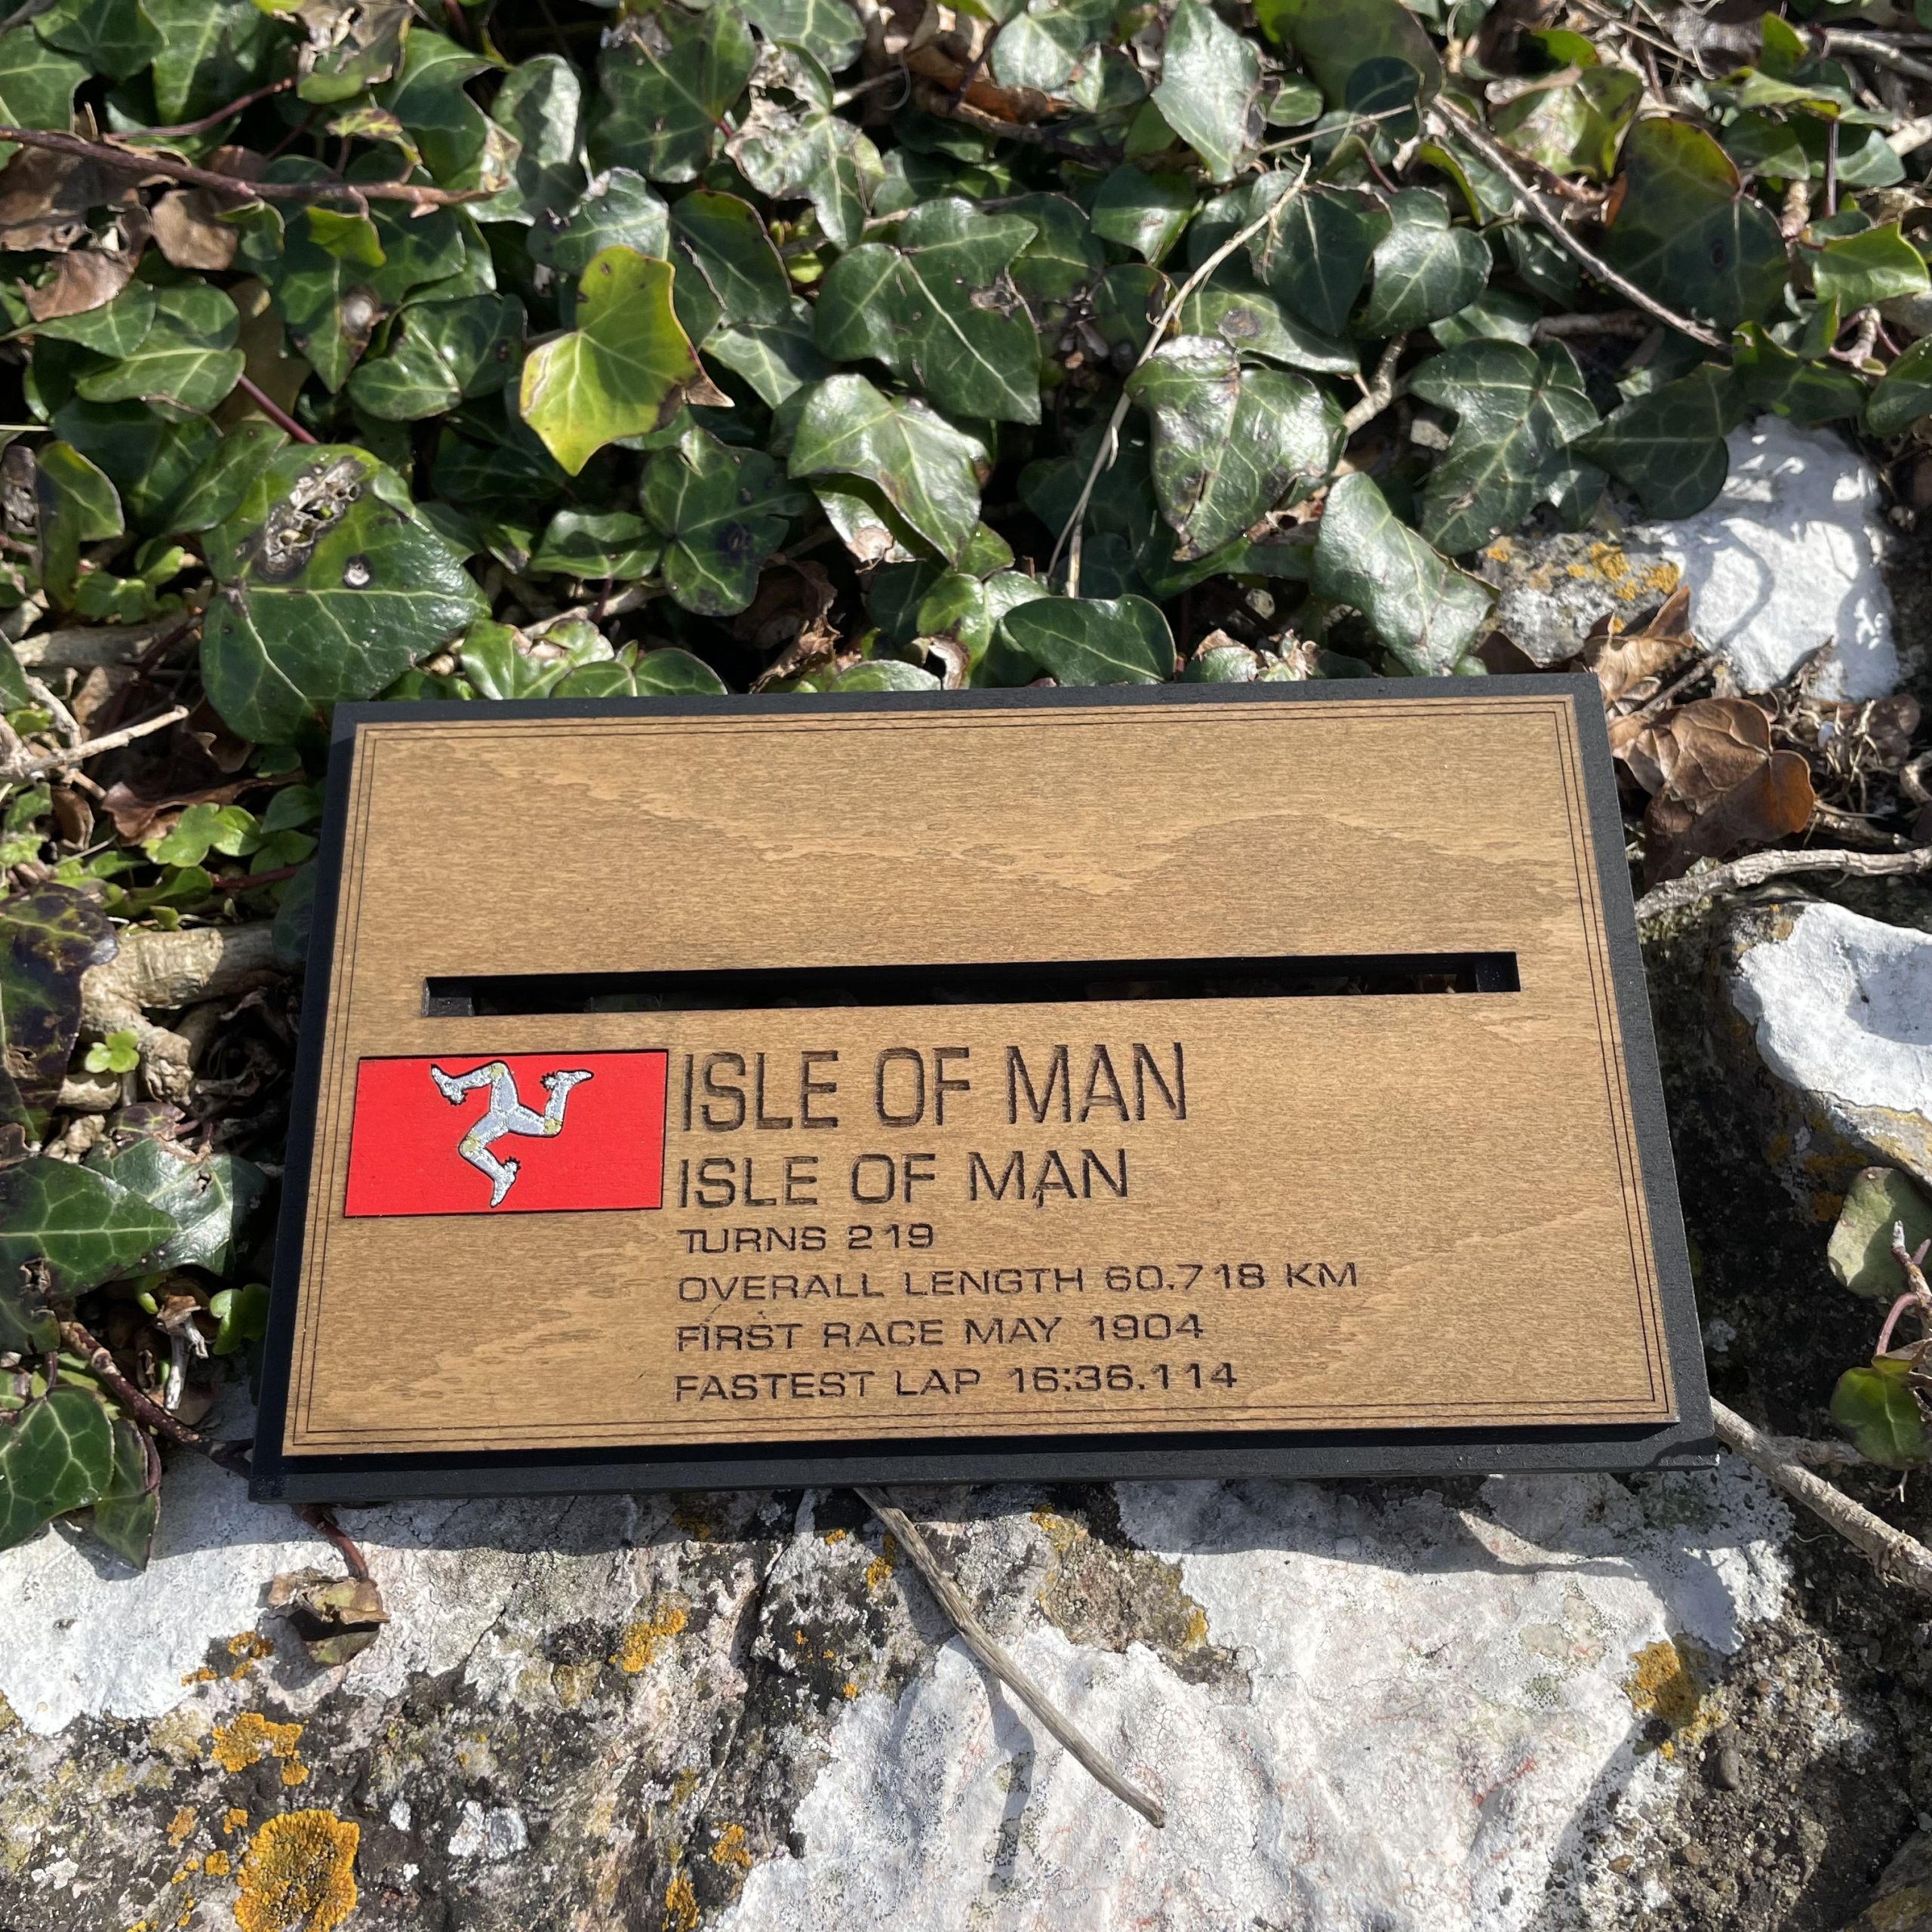 ISLE OF MAN
ISLE OF MAN
TURNS 219
OVERALL LENGTH 60.718 KM
FIRST RACE MAY 1904
FASTEST LAP 16:36.114